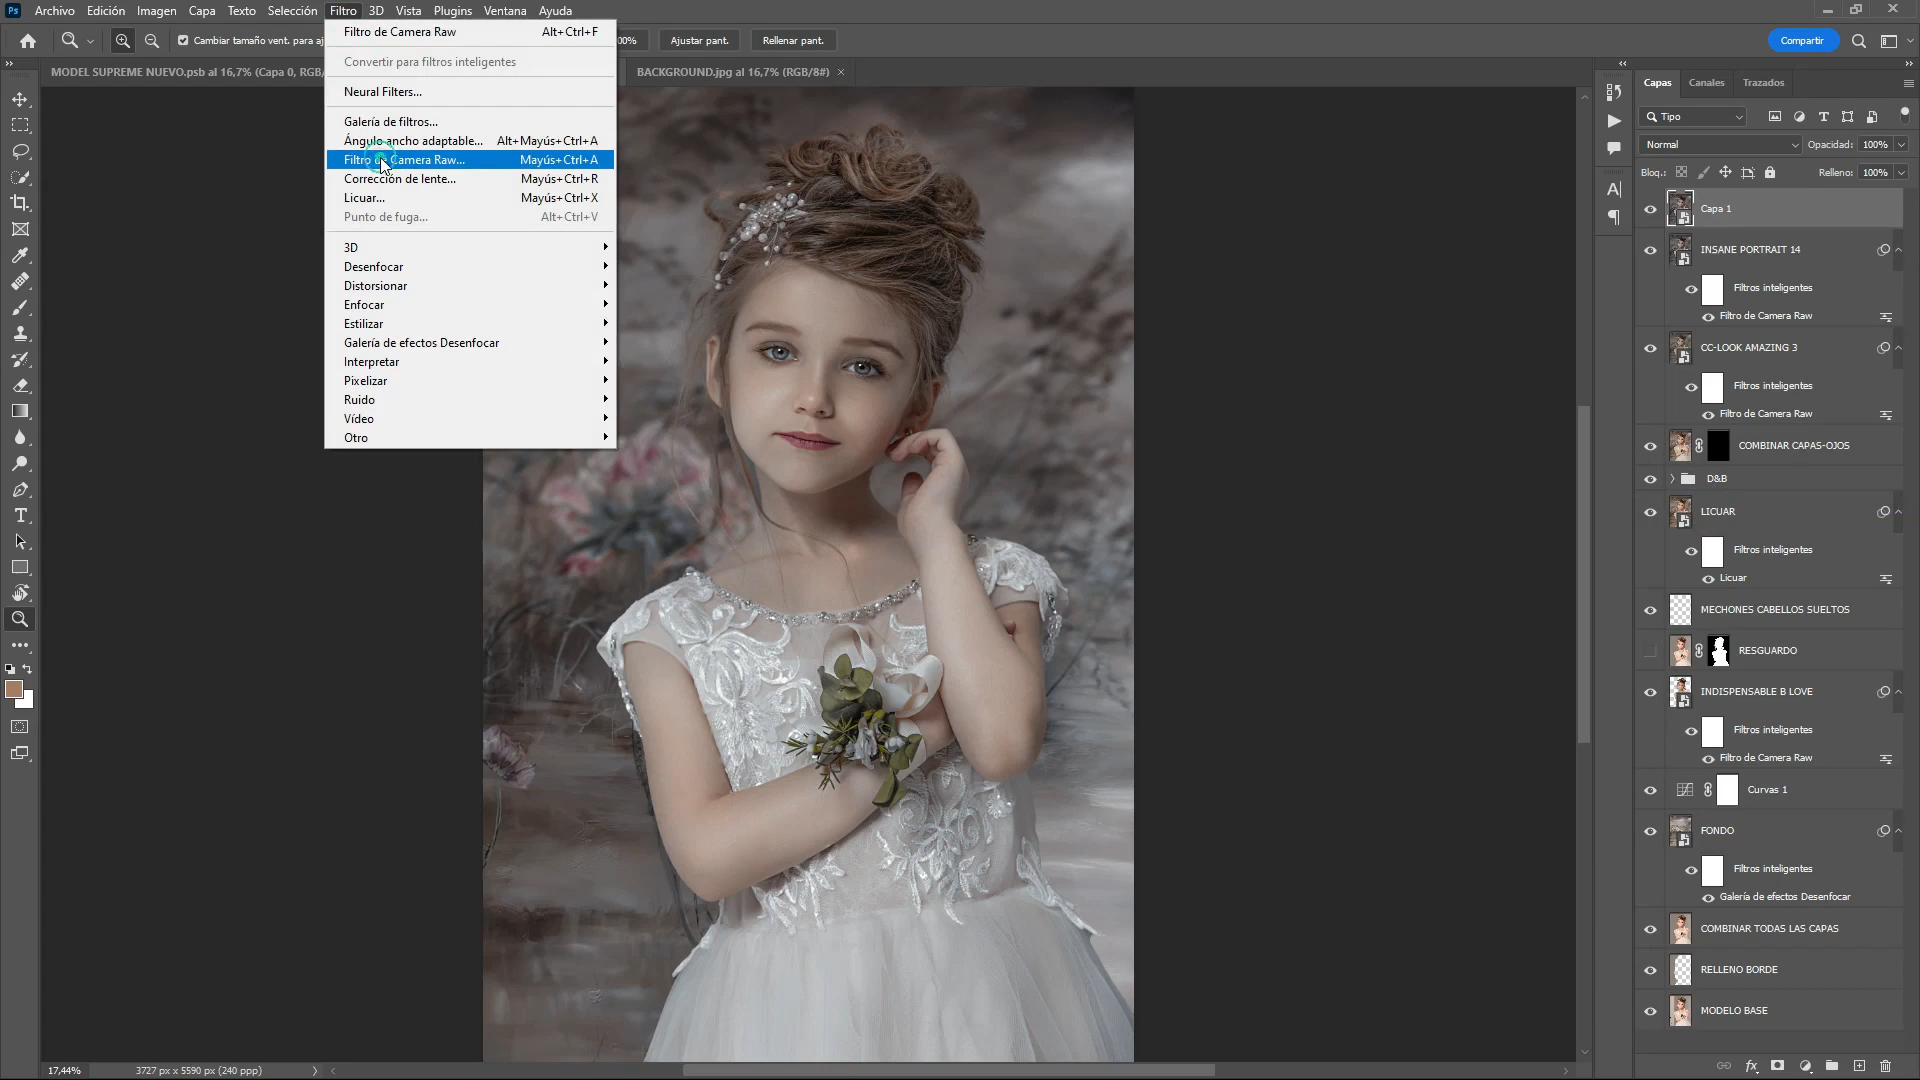 Ps Archivo Edición Imagen Capa Texto Selección Filtro 3D Vista Plugins Ventana Ayuda
Cambiar tamaño vent. para aj
00% Ajustar pant. Rellenar pant. Compartir
MODEL SUPREME NUEVO.psb al 16,7% (Capa 0, RGB/
BACKGROUND.jpg al 16,7% (RGB/8#) ×
Filtro de Camera Raw Alt+Ctrl+F
Convertir para filtros inteligentes
Neural Filters...
Galería de filtros...
Ángulo ancho adaptable... Alt+Mayús+Ctrl+A
Filtro de Camera Raw... Mayús+Ctrl+A
Corrección de lente... Mayús+Ctrl+R
Licuar... Mayús+Ctrl+X
Punto de fuga... Alt+Ctrl+V
3D
Desenfocar
Distorsionar
Enfocar
Estilizar
Galería de efectos Desenfocar
Interpretar
Pixelizar
Ruido
Vídeo
Otro
Capas Canales Trazados
Tipo
Normal Opacidad: 100%
Bloq.: Relleno: 100%
Capa 1
INSANE PORTRAIT 14
Filtros inteligentes
Filtro de Camera Raw
CC-LOOK AMAZING 3
Filtros inteligentes
Filtro de Camera Raw
COMBINAR CAPAS-OJOS
D&B
LICUAR
Filtros inteligentes
Licuar
MECHONES CABELLOS SUELTOS
RESGUARDO
INDISPENSABLE B LOVE
Filtros inteligentes
Filtro de Camera Raw
Curvas 1
FONDO
Filtros inteligentes
Galería de efectos Desenfocar
COMBINAR TODAS LAS CAPAS
RELLENO BORDE
MODELO BASE
17,44% 3727 px x 5590 px (240 ppp)